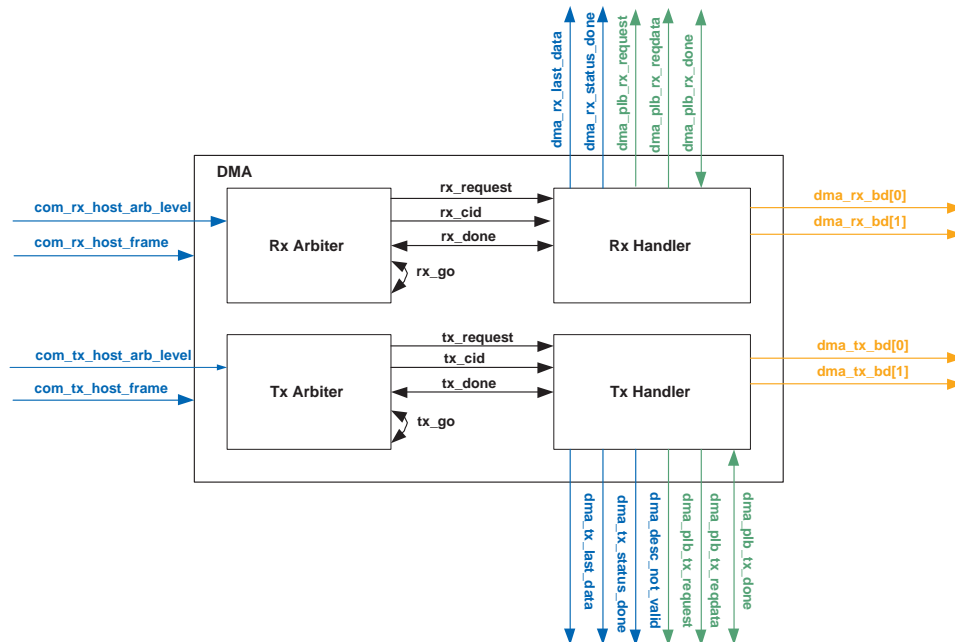 dma_rx_last_data
dma_rx_status_done
dma_plb_rx_request
dma_plb_rx_reqdata
dma_plb_rx_done
DMA
com_rx_host_arb_level
com_rx_host_frame
Rx Arbiter
rx_request
rx_cid
rx_done
rx_go
Rx Handler
dma_rx_bd[0]
dma_rx_bd[1]
com_tx_host_arb_level
com_tx_host_frame
Tx Arbiter
tx_request
tx_cid
tx_done
tx_go
Tx Handler
dma_tx_bd[0]
dma_tx_bd[1]
dma_tx_last_data
dma_tx_status_done
dma_desc_not_valid
dma_plb_tx_request
dma_plb_tx_reqdata
dma_plb_tx_done